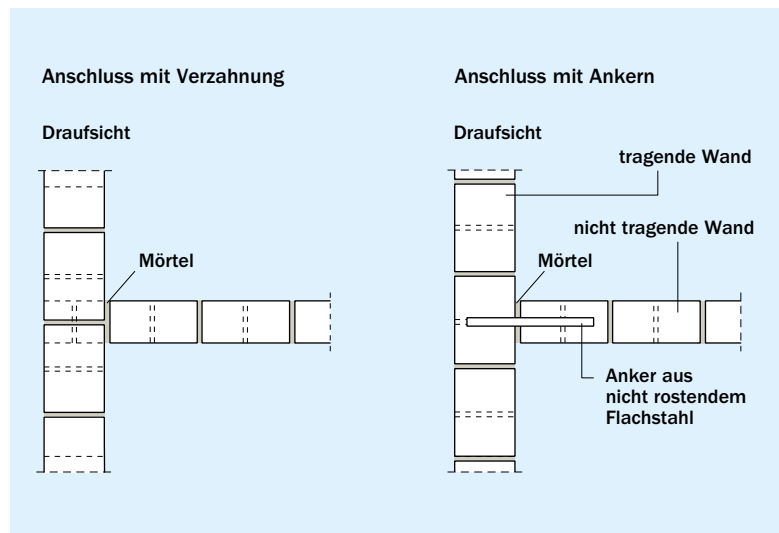 Anschluss mit Verzahnung
Draufsicht
Mörtel
Anschluss mit Ankern
Draufsicht
tragende Wand
nicht tragende Wand
Mörtel
Anker aus
nicht rostendem
Flachstahl